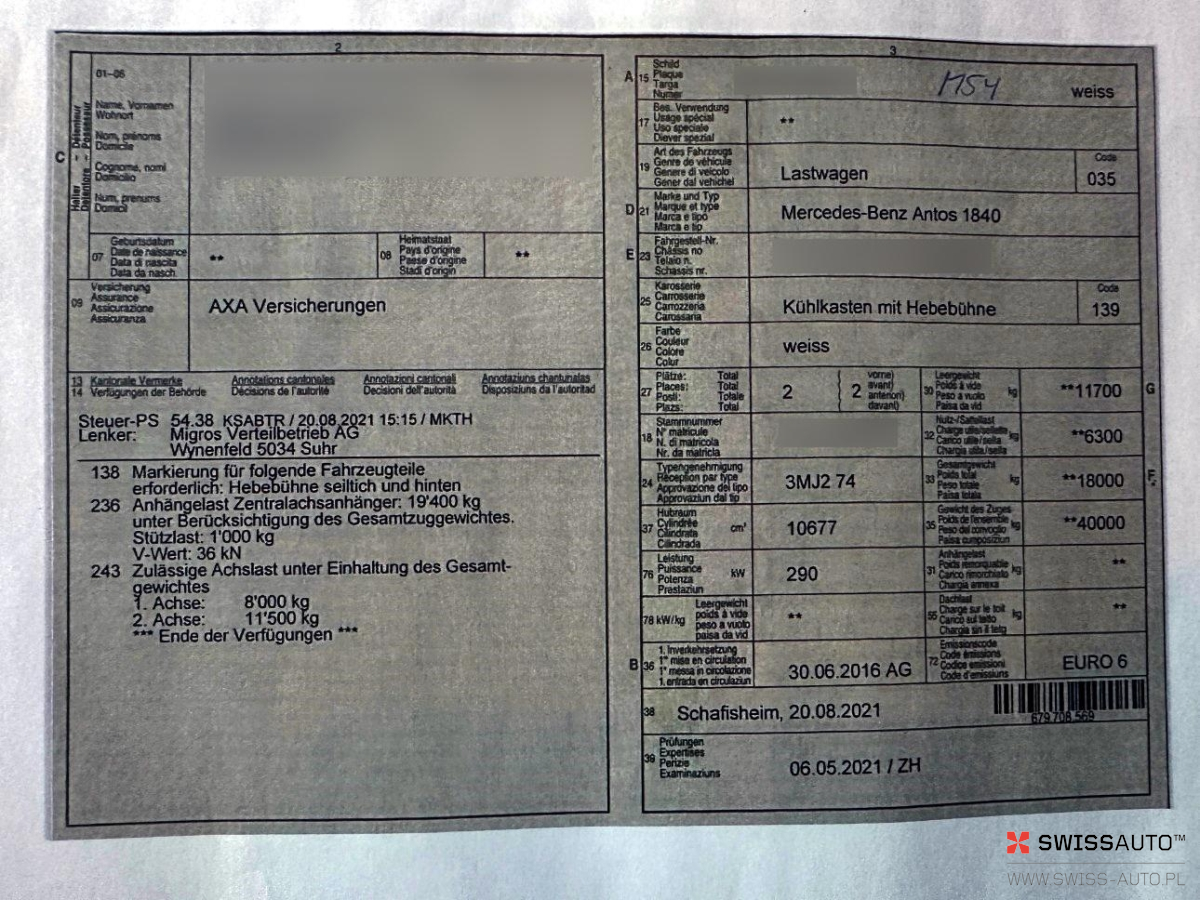 2
C
Halter - Détenteur
Detentore - Possessur
01-06
Name, Vornamen
Wohnort
Nom, prénoms
Domicile
Cognome, nomi
Domicilio
Num, prenums
Domicil
07 Geburtsdatum
Date de naissance
Data di nascita
Data da nasch.
**
08 Heimatstaat
Pays d'origine
Paese d'origine
Stadi d'origin
**
09 Versicherung
Assurance
Assicurazione
Assicuranza
AXA Versicherungen
13 Kantonale Vermerke Annotations cantonales Annotazioni cantonali Annotaziuns chantunalas
14 Verfügungen der Behörde Décisions de l'autorité Decisioni dell'autorità Disposiziuns da l'autoritad
Steuer-PS 54.38 KSABTR / 20.08.2021 15:15 / MKTH
Lenker: Migros Verteilbetrieb AG
Wynenfeld 5034 Suhr
138 Markierung für folgende Fahrzeugteile
erforderlich: Hebebühne seiltich und hinten
236 Anhängelast Zentralachsanhänger: 19'400 kg
unter Berücksichtigung des Gesamtzuggewichtes.
Stützlast: 1'000 kg
V-Wert: 36 kN
243 Zulässige Achslast unter Einhaltung des Gesamt-
gewichtes
1. Achse: 8'000 kg
2. Achse: 11'500 kg
*** Ende der Verfügungen ***
3
A 15 Schild
Plaque
Targa
Numer
M54
weiss
17 Bes. Verwendung
Usage spécial
Uso speciale
Diever spezial
**
19 Art des Fahrzeugs
Genre de véhicule
Genere di veicolo
Gener dal vehichel
Lastwagen
Code
035
D 21 Marke und Typ
Marque et type
Marca e tipo
Marca e tip
Mercedes-Benz Antos 1840
E 23 Fahrgestell-Nr.
Châssis no
Telaio n.
Schassis nr.
25 Karosserie
Carrosserie
Carrozzeria
Carossaria
Kühlkasten mit Hebebühne
Code
139
26 Farbe
Couleur
Colore
Colur
weiss
27 Plätze: Total
Places: Total
Posti: Totale
Plazs: Total
2
2
vorne)
avant)
anteriori)
davant)
30 Leergewicht
Poids à vide
Peso a vuoto
Paisa da vid
kg
**11700
G
18 Stammnummer
N° matricule
N. di matricola
Nr. da matricla
32 Nutz-/Sattellast
Charge utile/sellette
Carico utile/sella
Chargia utila/sella
kg
**6300
24 Typengenehmigung
Réception par type
Approvazione del tipo
Approvaziun dal tip
3MJ2 74
33 Gesamtgewicht
Poids total
Peso totale
Paisa totala
kg
**18000
F
37 Hubraum
Cylindrée
Cilindrata
Cilindrada
cm³
10677
35 Gewicht des Zuges
Poids de l'ensemble
Peso del convoglio
Paisa cumposiziun
kg
**40000
76 Leistung
Puissance
Potenza
Prestaziun
kW
290
31 Anhängelast
Poids remorquable
Carico rimorchiato
Chargia annexa
kg
**
78 kW/kg
Leergewicht
poids à vide
peso a vuoto
paisa da vid
**
55 Dachlast
Charge sur le toit
Carico sul tetto
Chargia sin il tetg
kg
**
B 36 1. Inverkehrsetzung
1re mise en circulation
1a messa in circolazione
1. entrada en circulaziun
30.06.2016 AG
72 Emissionscode
Code émissions
Codice emissioni
Code d'emissiuns
EURO 6
38 Schafisheim, 20.08.2021
679 708 569
39 Prüfungen
Expertises
Perizie
Examinaziuns
06.05.2021 / ZH
SWISSAUTO™
WWW.SWISS-AUTO.PL